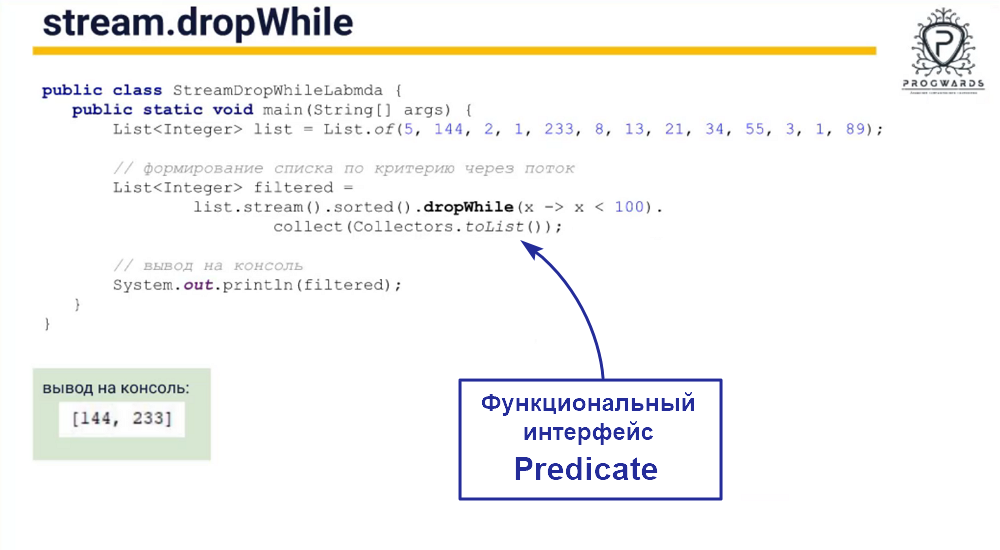 stream.dropWhile
PROGWARDS
public class StreamDropWhileLabmda {
public static void main(String[] args) {
List<Integer> list = List.of(5, 144, 2, 1, 233, 8, 13, 21, 34, 55, 3, 1, 89);
// формирование списка по критерию через поток
List<Integer> filtered =
list.stream().sorted().dropWhile(x -> x < 100).
collect(Collectors.toList());
// вывод на консоль
System.out.println(filtered);
}
}
вывод на консоль:
[144, 233]
Функциональный
интерфейс
Predicate